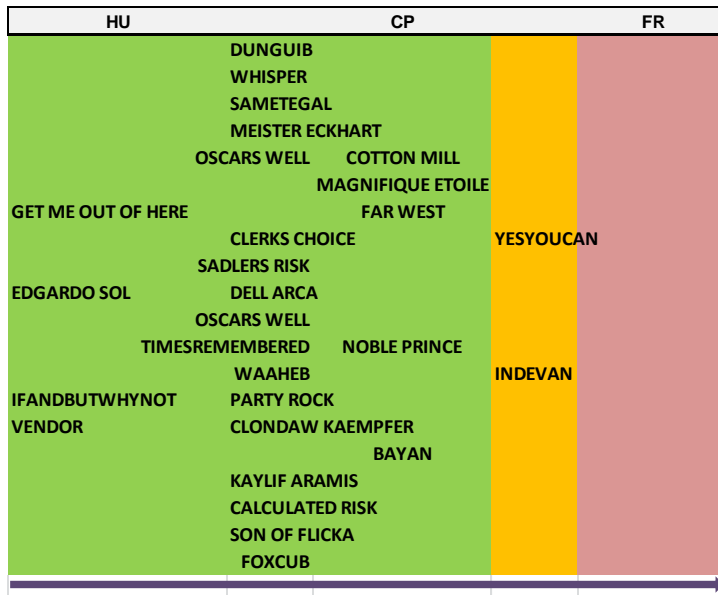 HU CP FR
DUNGUIB
WHISPER
SAMETEGAL
MEISTER ECKHART
OSCARS WELL COTTON MILL
MAGNIFIQUE ETOILE
GET ME OUT OF HERE FAR WEST
CLERKS CHOICE YESYOUCAN
SADLERS RISK
EDGARDO SOL DELL ARCA
OSCARS WELL
TIMESREMEMBERED NOBLE PRINCE
WAAHEB INDEVAN
IFANDBUTWHYNOT PARTY ROCK
VENDOR CLONDAW KAEMPFER
BAYAN
KAYLIF ARAMIS
CALCULATED RISK
SON OF FLICKA
FOXCUB